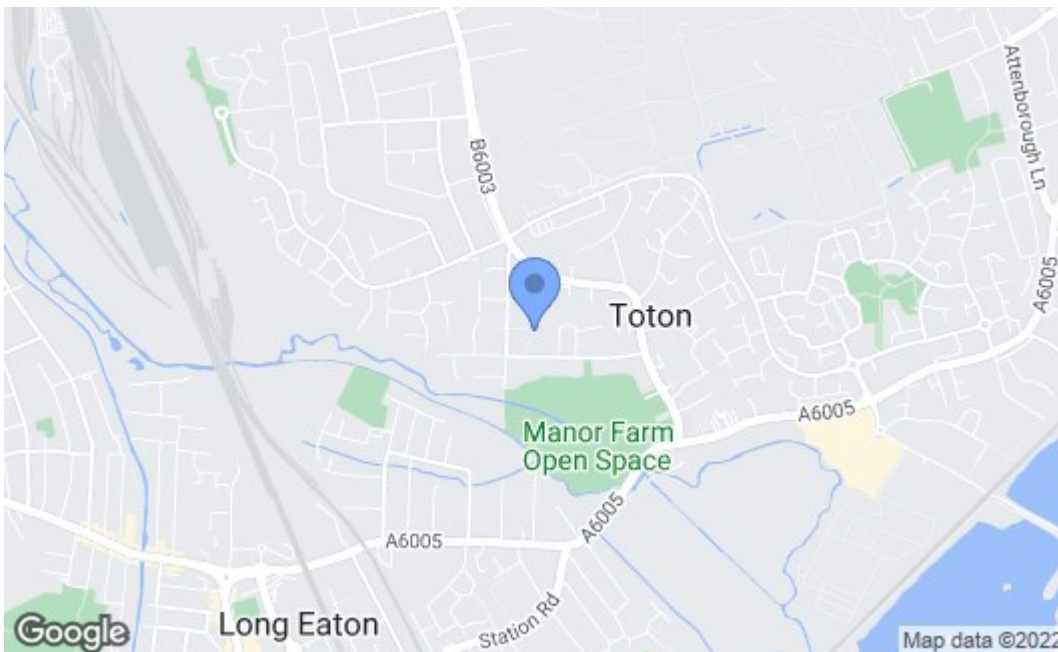 Attenborough Ln
B6003
A6005
Toton
A6005
Manor Farm
Open Space
A6005
A6005
Station Rd
Long Eaton
Google
Map data ©2022